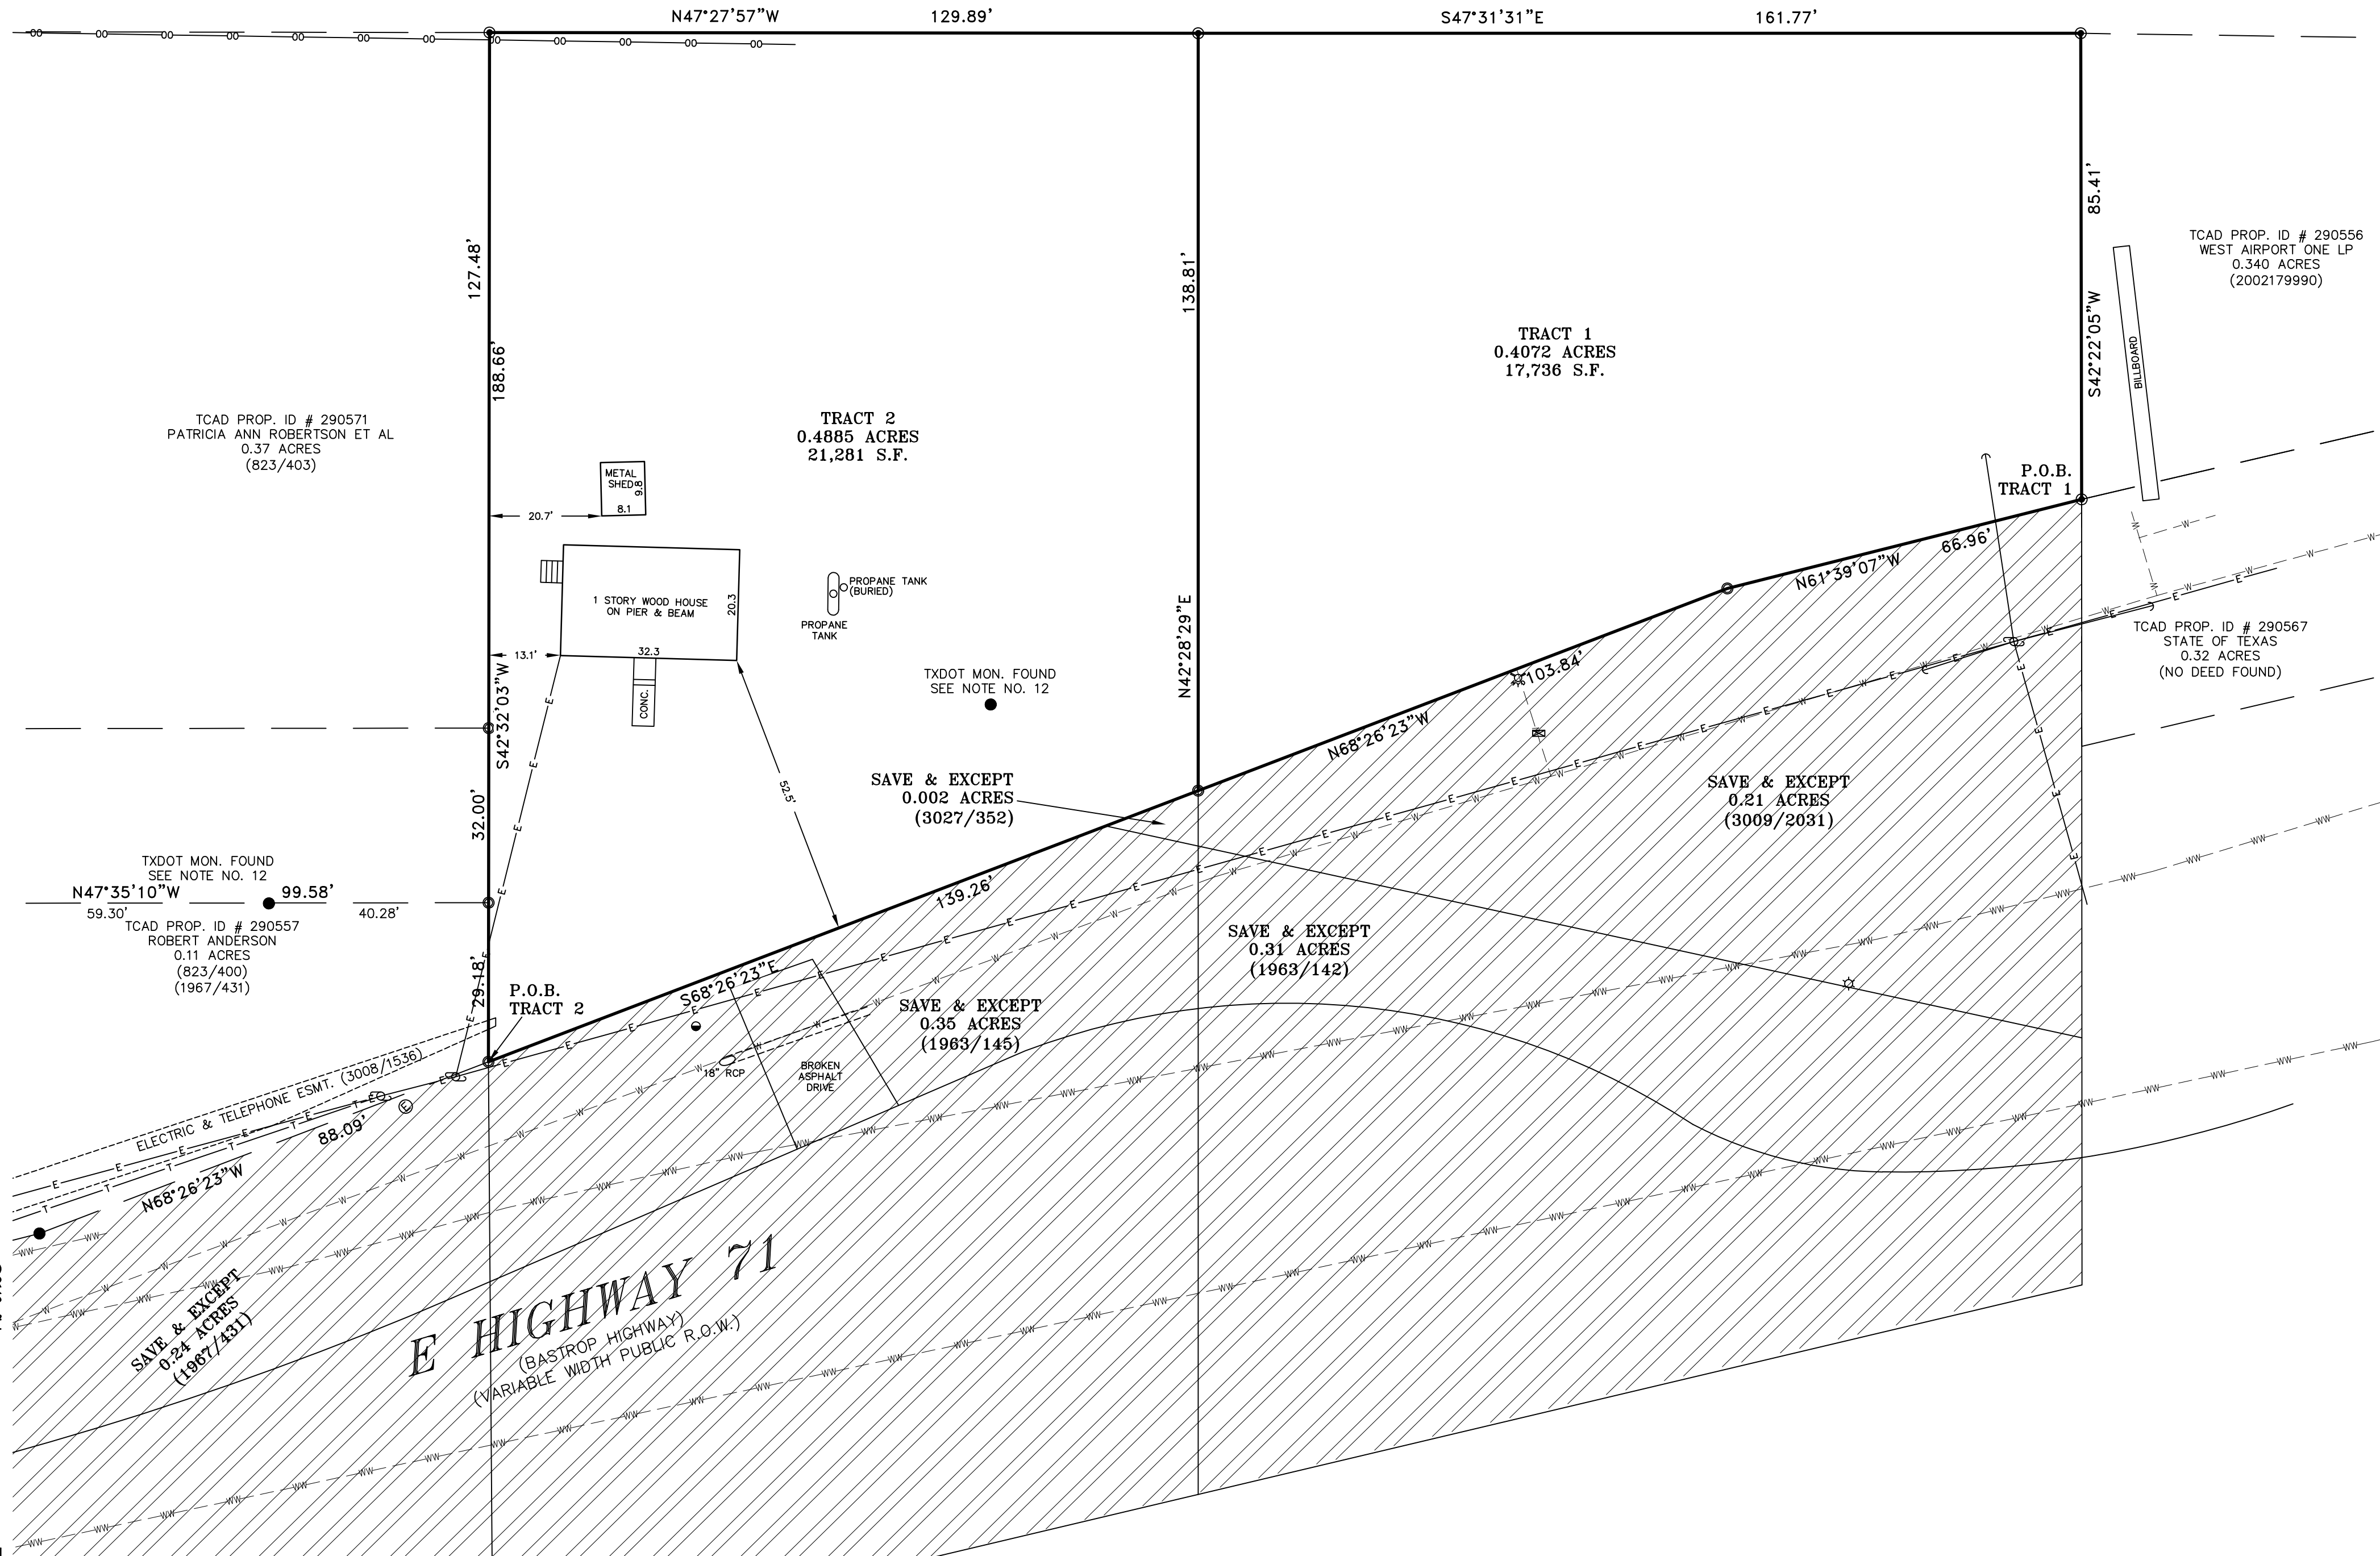 N47°27'57"W 129.89' S47°31'31"E 161.77'
127.48'
188.66'
S42°32'03"W
32.00'
29.18'
138.81'
N42°28'29"E
85.41'
S42°22'05"W
TCAD PROP. ID # 290556
WEST AIRPORT ONE LP
0.340 ACRES
(2002179990)
BILLBOARD
TRACT 1
0.4072 ACRES
17,736 S.F.
TRACT 2
0.4885 ACRES
21,281 S.F.
TCAD PROP. ID # 290571
PATRICIA ANN ROBERTSON ET AL
0.37 ACRES
(823/403)
METAL
SHED
9.8
8.1
20.7'
P.O.B.
TRACT 1
66.96'
N61°39'07"W
1 STORY WOOD HOUSE
ON PIER & BEAM
20.3
32.3
13.1'
CONC.
PROPANE TANK
(BURIED)
PROPANE
TANK
TCAD PROP. ID # 290567
STATE OF TEXAS
0.32 ACRES
(NO DEED FOUND)
TXDOT MON. FOUND
SEE NOTE NO. 12
103.84'
N68°26'23"W
52.5'
SAVE & EXCEPT
0.002 ACRES
(3027/352)
SAVE & EXCEPT
0.21 ACRES
(3009/2031)
TXDOT MON. FOUND
SEE NOTE NO. 12
N47°35'10"W 99.58'
59.30' 40.28'
TCAD PROP. ID # 290557
ROBERT ANDERSON
0.11 ACRES
(823/400)
(1967/431)
139.26'
S68°26'23"E
SAVE & EXCEPT
0.31 ACRES
(1963/142)
P.O.B.
TRACT 2
SAVE & EXCEPT
0.35 ACRES
(1963/145)
18" RCP
BROKEN
ASPHALT
DRIVE
ELECTRIC & TELEPHONE ESMT. (3008/1536)
88.09'
N68°26'23"W
SAVE & EXCEPT
0.24 ACRES
(1967/431)
E HIGHWAY 71
(BASTROP HIGHWAY)
(VARIABLE WIDTH PUBLIC R.O.W.)